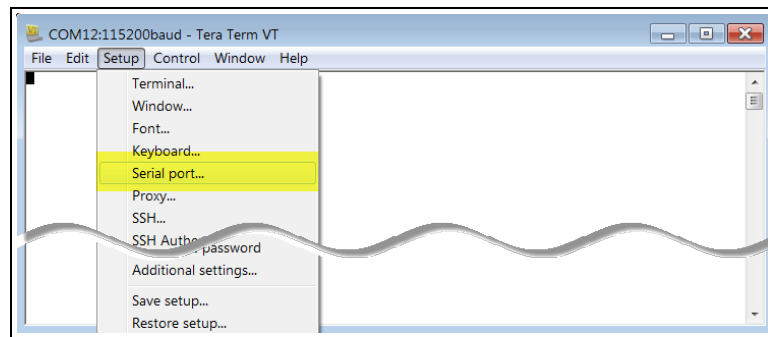 COM12:115200baud - Tera Term VT
File Edit Setup Control Window Help
Terminal...
Window...
Font...
Keyboard...
Serial port...
Proxy...
SSH...
SSH password
Additional settings...
Save setup...
Restore setup...